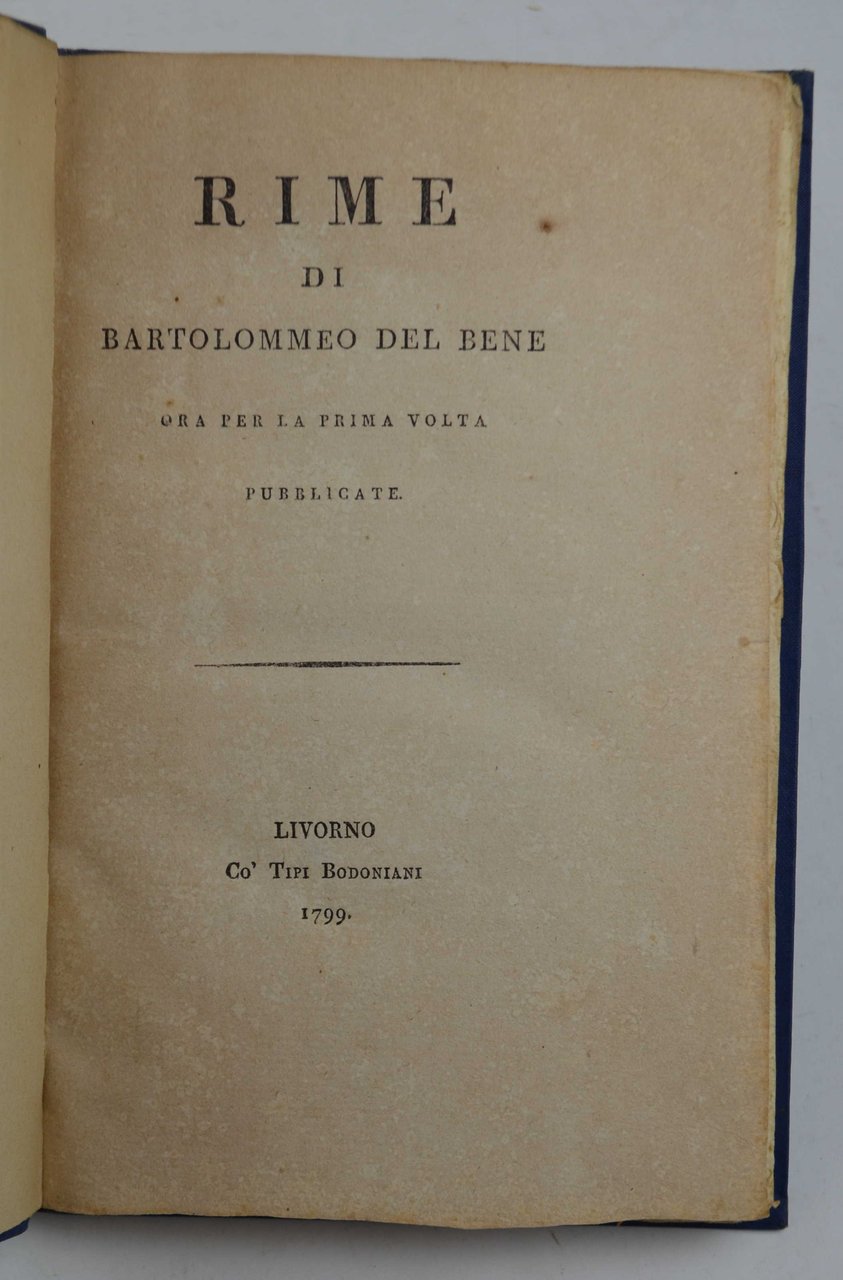 RIME
DI
BARTOLOMMEO DEL BENE
ORA PER LA PRIMA VOLTA
PUBBLICATE.
LIVORNO
Co' Tipi Bodoniani
1799.